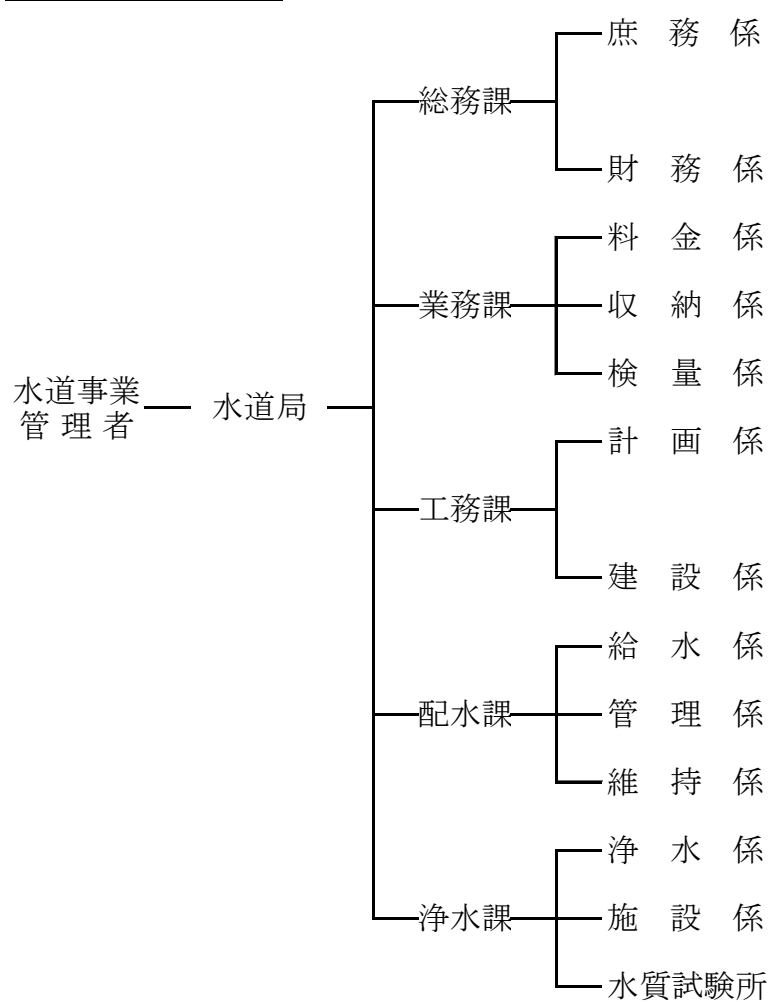 水道事業
管理者
水道局
総務課
庶務係
財務係
業務課
料金係
収納係
検量係
工務課
計画係
建設係
配水課
給水係
管理係
維持係
浄水課
浄水係
施設係
水質試験所